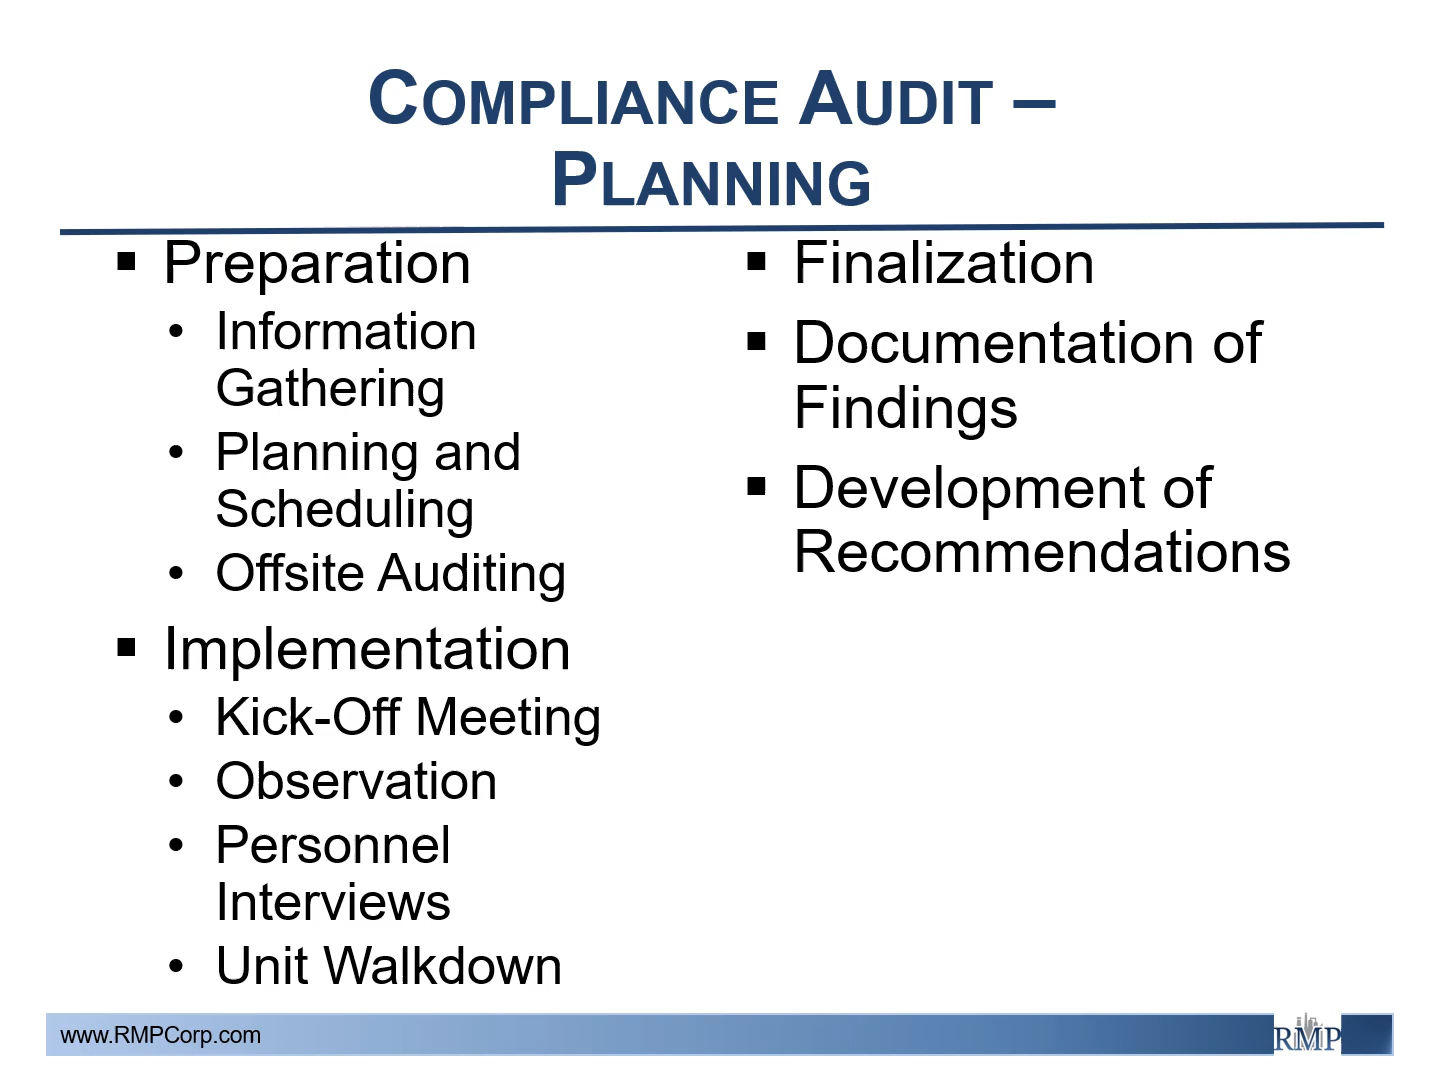 COMPLIANCE AUDIT –
PLANNING
▪ Preparation
• Information
Gathering
• Planning and
Scheduling
• Offsite Auditing
▪ Implementation
• Kick-Off Meeting
• Observation
• Personnel
Interviews
• Unit Walkdown
▪ Finalization
▪ Documentation of
Findings
▪ Development of
Recommendations
www.RMPCorp.com
RMP